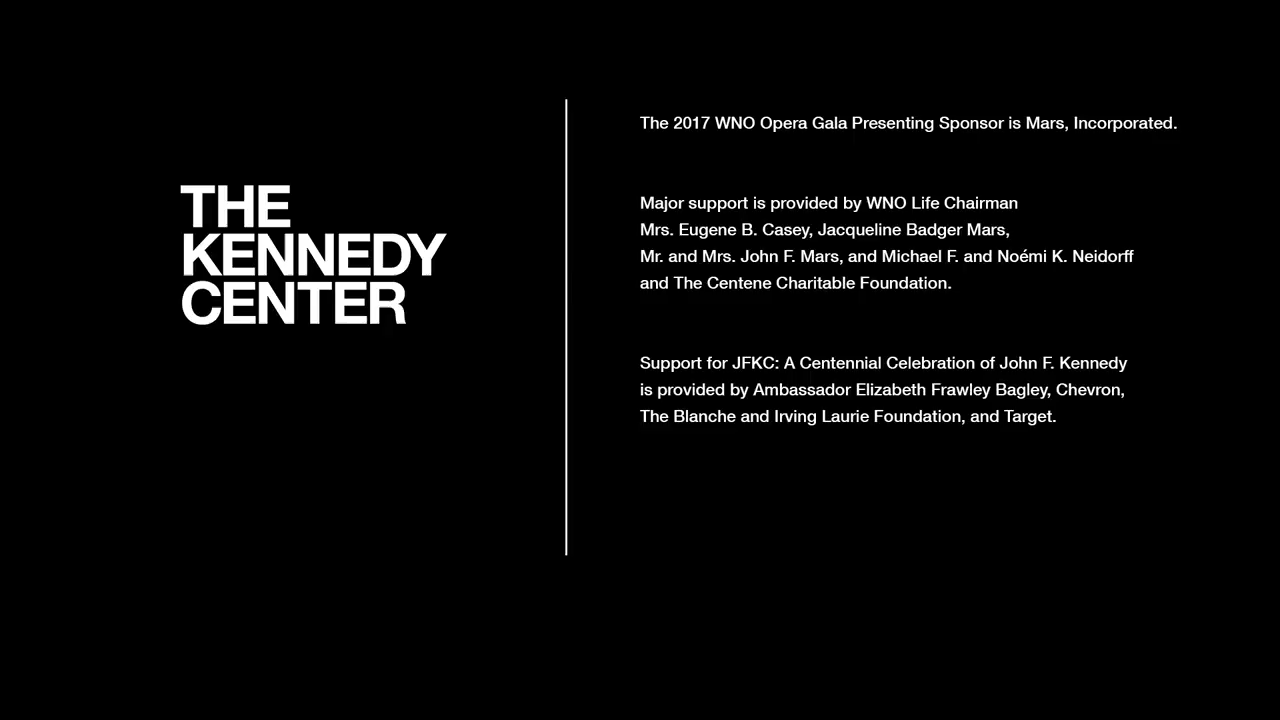 THE
KENNEDY
CENTER
The 2017 WNO Opera Gala Presenting Sponsor is Mars, Incorporated.
Major support is provided by WNO Life Chairman
Mrs. Eugene B. Casey, Jacqueline Badger Mars,
Mr. and Mrs. John F. Mars, and Michael F. and Noémi K. Neidorff
and The Centene Charitable Foundation.
Support for JFKC: A Centennial Celebration of John F. Kennedy
is provided by Ambassador Elizabeth Frawley Bagley, Chevron,
The Blanche and Irving Laurie Foundation, and Target.